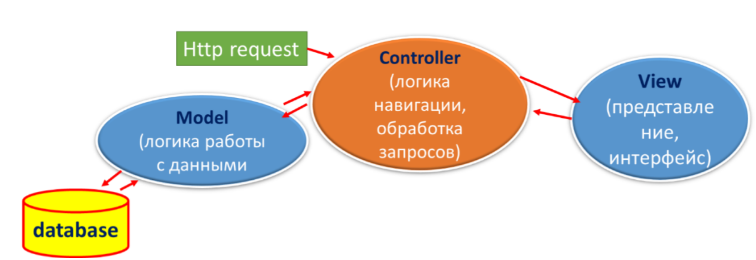 Http request
Controller
(логика
навигации,
обработка
запросов)
View
(представле
ние,
интерфейс)
Model
(логика работы
с данными
database